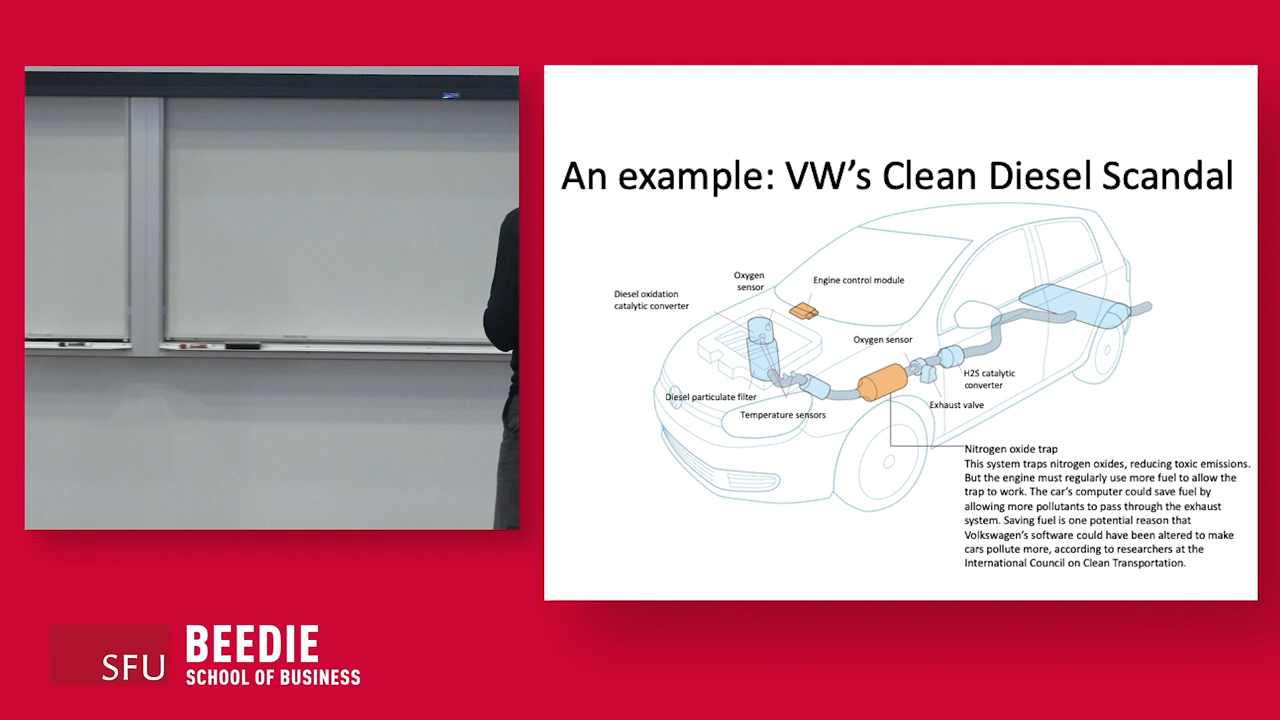 An example: VW's Clean Diesel Scandal
Oxygen
sensor
Engine control module
Diesel oxidation
catalytic converter
Oxygen sensor
H2S catalytic
converter
Diesel particulate filter
Exhaust valve
Temperature sensors
Nitrogen oxide trap
This system traps nitrogen oxides, reducing toxic emissions.
But the engine must regularly use more fuel to allow the
trap to work. The car's computer could save fuel by
allowing more pollutants to pass through the exhaust
system. Saving fuel is one potential reason that
Volkswagen's software could have been altered to make
cars pollute more, according to researchers at the
International Council on Clean Transportation.
SFU
BEEDIE
SCHOOL OF BUSINESS